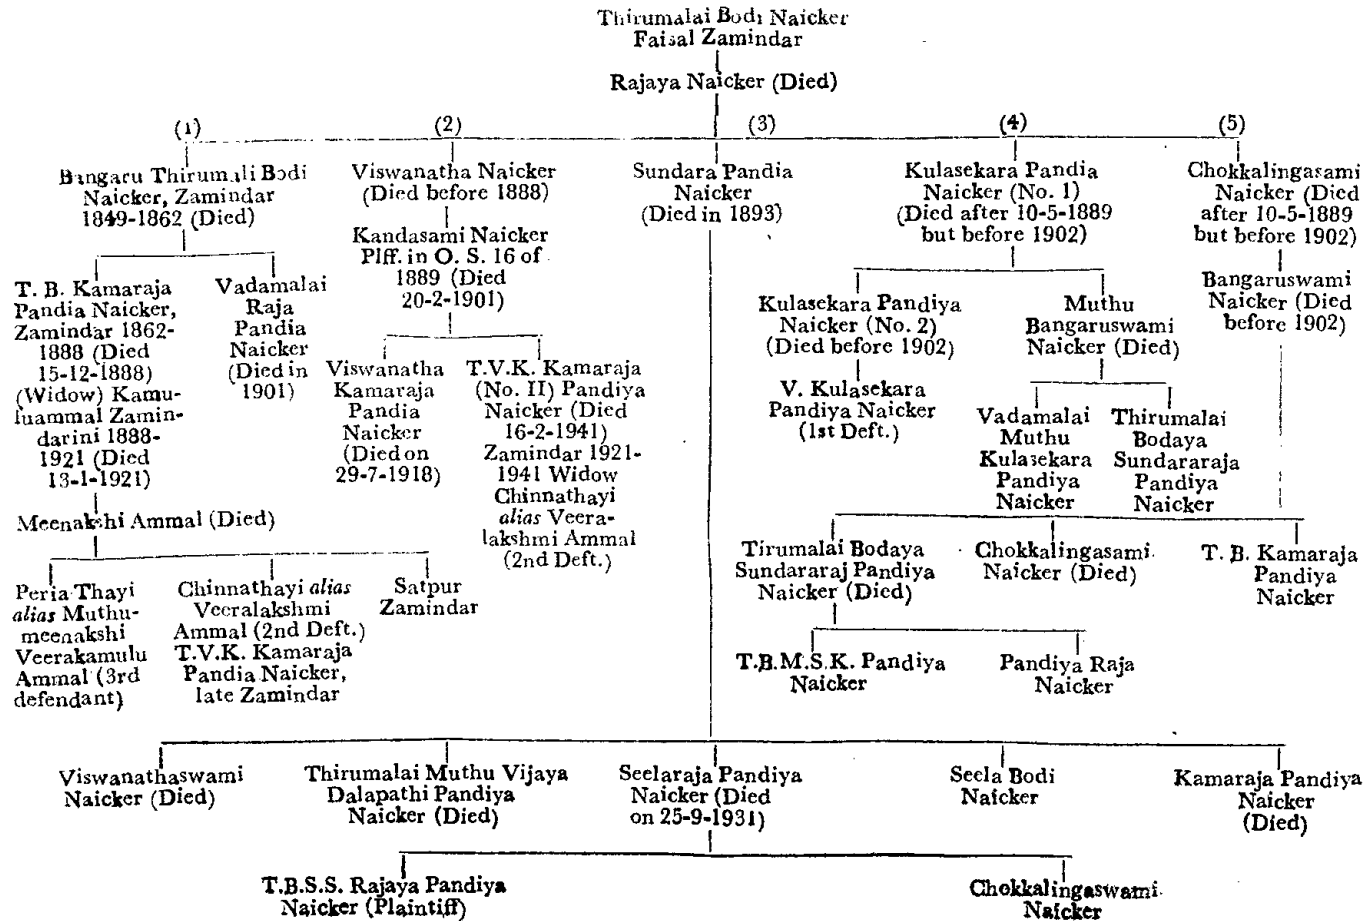 Thirumalai Bodi Naicker
Faisal Zamindar
Rajaya Naicker (Died)
(1)
(2)
(3)
(4)
(5)
Bangaru Thirumali Bodi
Naicker, Zamindar
1849-1862 (Died)
Viswanatha Naicker
(Died before 1888)
Sundara Pandia
Naicker
(Died in 1893)
Kulasekara Pandia
Naicker (No. 1)
(Died after 10-5-1889
but before 1902)
Chokkalingasami
Naicker (Died
after 10-5-1889
but before 1902)
Kandasami Naicker
Plff. in O. S. 16 of
1889 (Died
20-2-1901)
Bangaruswami
Naicker (Died
before 1902)
T. B. Kamaraja
Pandia Naicker,
Zamindar 1862-
1888 (Died
15-12-1888)
(Widow) Kamu-
luammal Zamin-
darini 1888-
1921 (Died
13-1-1921)
Vadamalai
Raja
Pandia
Naicker
(Died in
1901)
Viswanatha
Kamaraja
Pandia
Naicker
(Died on
29-7-1918)
T.V.K. Kamaraja
(No. II) Pandiya
Naicker (Died
16-2-1941)
Zamindar 1921-
1941 Widow
Chinnathayi
alias Veera-
lakshmi Ammal
(2nd Deft.)
Kulasekara Pandiya
Naicker (No. 2)
(Died before 1902)
Muthu
Bangaruswami
Naicker (Died)
V. Kulasekara
Pandiya Naicker
(1st Deft.)
Vadamalai
Muthu
Kulasekara
Pandiya
Naicker
Thirumalai
Bodaya
Sundararaja
Pandiya
Naicker
Meenakshi Ammal (Died)
Tirumalai Bodaya
Sundararaj Pandiya
Naicker (Died)
Chokkalingasami
Naicker (Died)
T. B. Kamaraja
Pandiya
Naicker
Peria Thayi
alias Muthu-
meenakshi
Veerakamulu
Ammal (3rd
defendant)
Chinnathayi alias
Veeralakshmi
Ammal (2nd Deft.)
T.V.K. Kamaraja
Pandia Naicker,
late Zamindar
Satpur
Zamindar
T.B.M.S.K. Pandiya
Naicker
Pandiya Raja
Naicker
Viswanathaswami
Naicker (Died)
Thirumalai Muthu Vijaya
Dalapathi Pandiya
Naicker (Died)
Seelaraja Pandiya
Naicker (Died
on 25-9-1931)
Seela Bodi
Naicker
Kamaraja Pandiya
Naicker
(Died)
T.B.S.S. Rajaya Pandiya
Naicker (Plaintiff)
Chokkalingaswami
Naicker